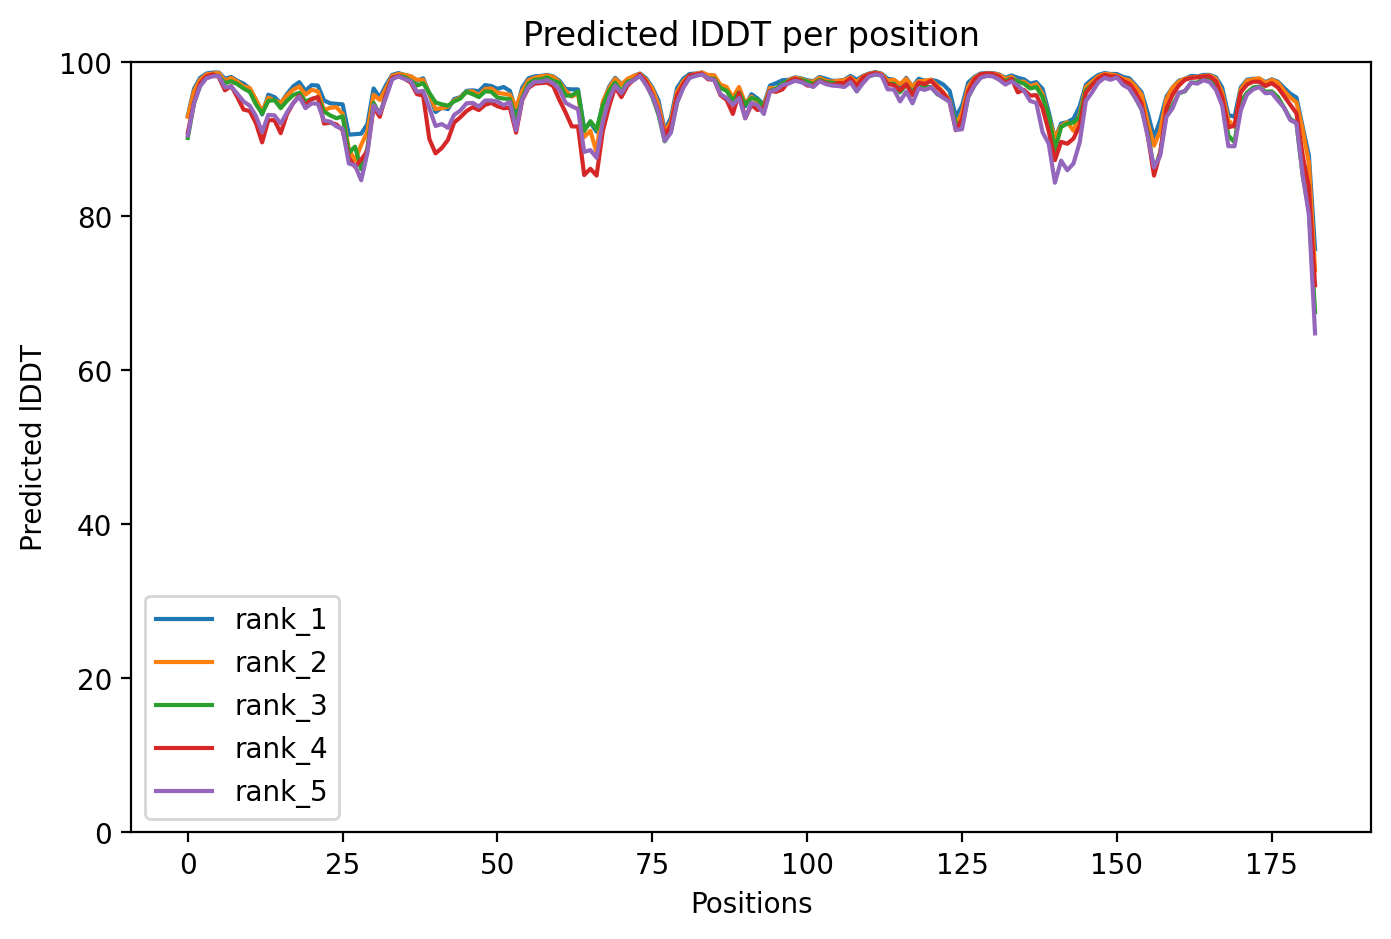 Predicted lDDT per position
100
80
60
40
20
0
Predicted lDDT
rank_1
rank_2
rank_3
rank_4
rank_5
0 25 50 75 100 125 150 175
Positions